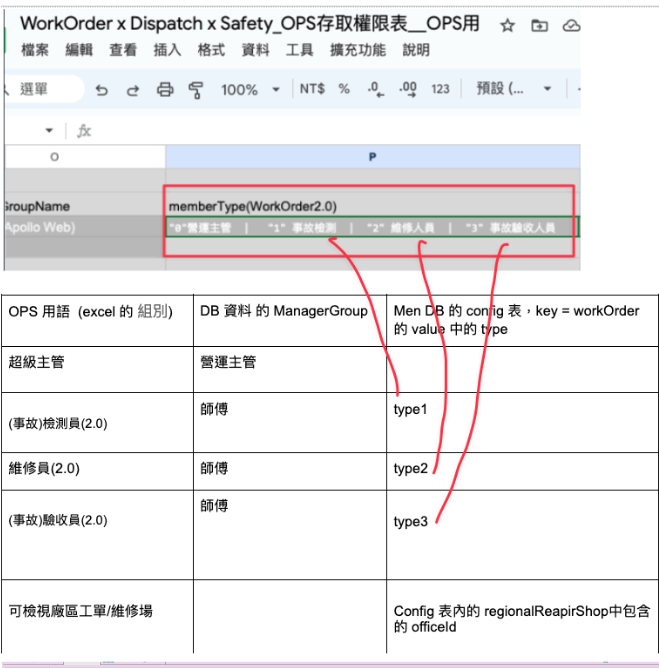 WorkOrder x Dispatch x Safety_OPS存取權限表__OPS用
檔案 編輯 查看 插入 格式 資料 工具 擴充功能 說明
選單 100% NT$ % .0 .00 123 預設 (...
fx
O P
GroupName memberType(WorkOrder2.0)
Apollo Web) "0"營運主管 | "1" 事故檢測 | "2" 維修人員 | "3" 事故驗收人員
OPS 用語 (excel 的 組別) DB 資料 的 ManagerGroup Men DB 的 config 表，key = workOrder
的 value 中的 type
超級主管 營運主管
(事故)檢測員(2.0) 師傅 type1
維修員(2.0) 師傅 type2
(事故)驗收員(2.0) 師傅 type3
可檢視廠區工單/維修場 Config 表內的 regionalReapirShop中包含
的 officeId